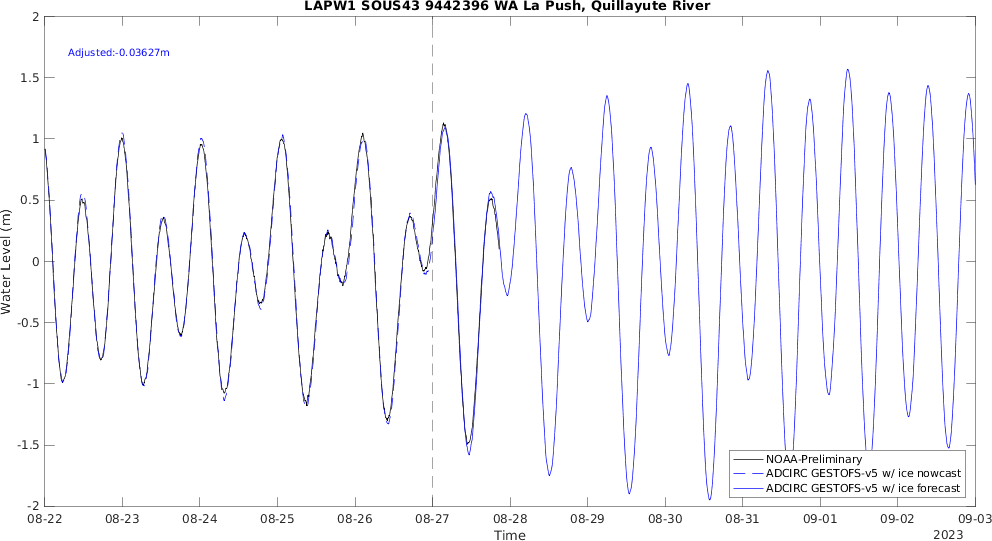 LAPW1 SOUS43 9442396 WA La Push, Quillayute River
Adjusted:-0.03627m
2
1.5
1
0.5
0
-0.5
-1
-1.5
-2
Water Level (m)
NOAA-Preliminary
ADCIRC GESTOFS-v5 w/ ice nowcast
ADCIRC GESTOFS-v5 w/ ice forecast
08-22 08-23 08-24 08-25 08-26 08-27 08-28 08-29 08-30 08-31 09-01 09-02 09-03
Time
2023